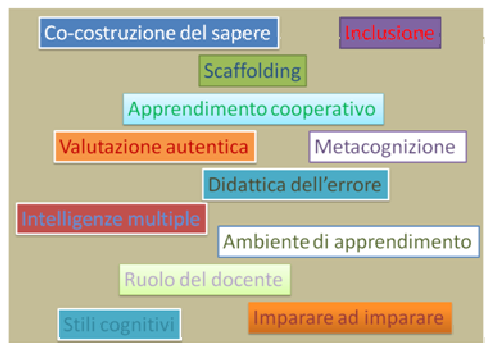 Co-costruzione del sapere
Inclusione
Scaffolding
Apprendimento cooperativo
Valutazione autentica
Metacognizione
Didattica dell'errore
Intelligenze multiple
Ambiente di apprendimento
Ruolo del docente
Stili cognitivi
Imparare ad imparare